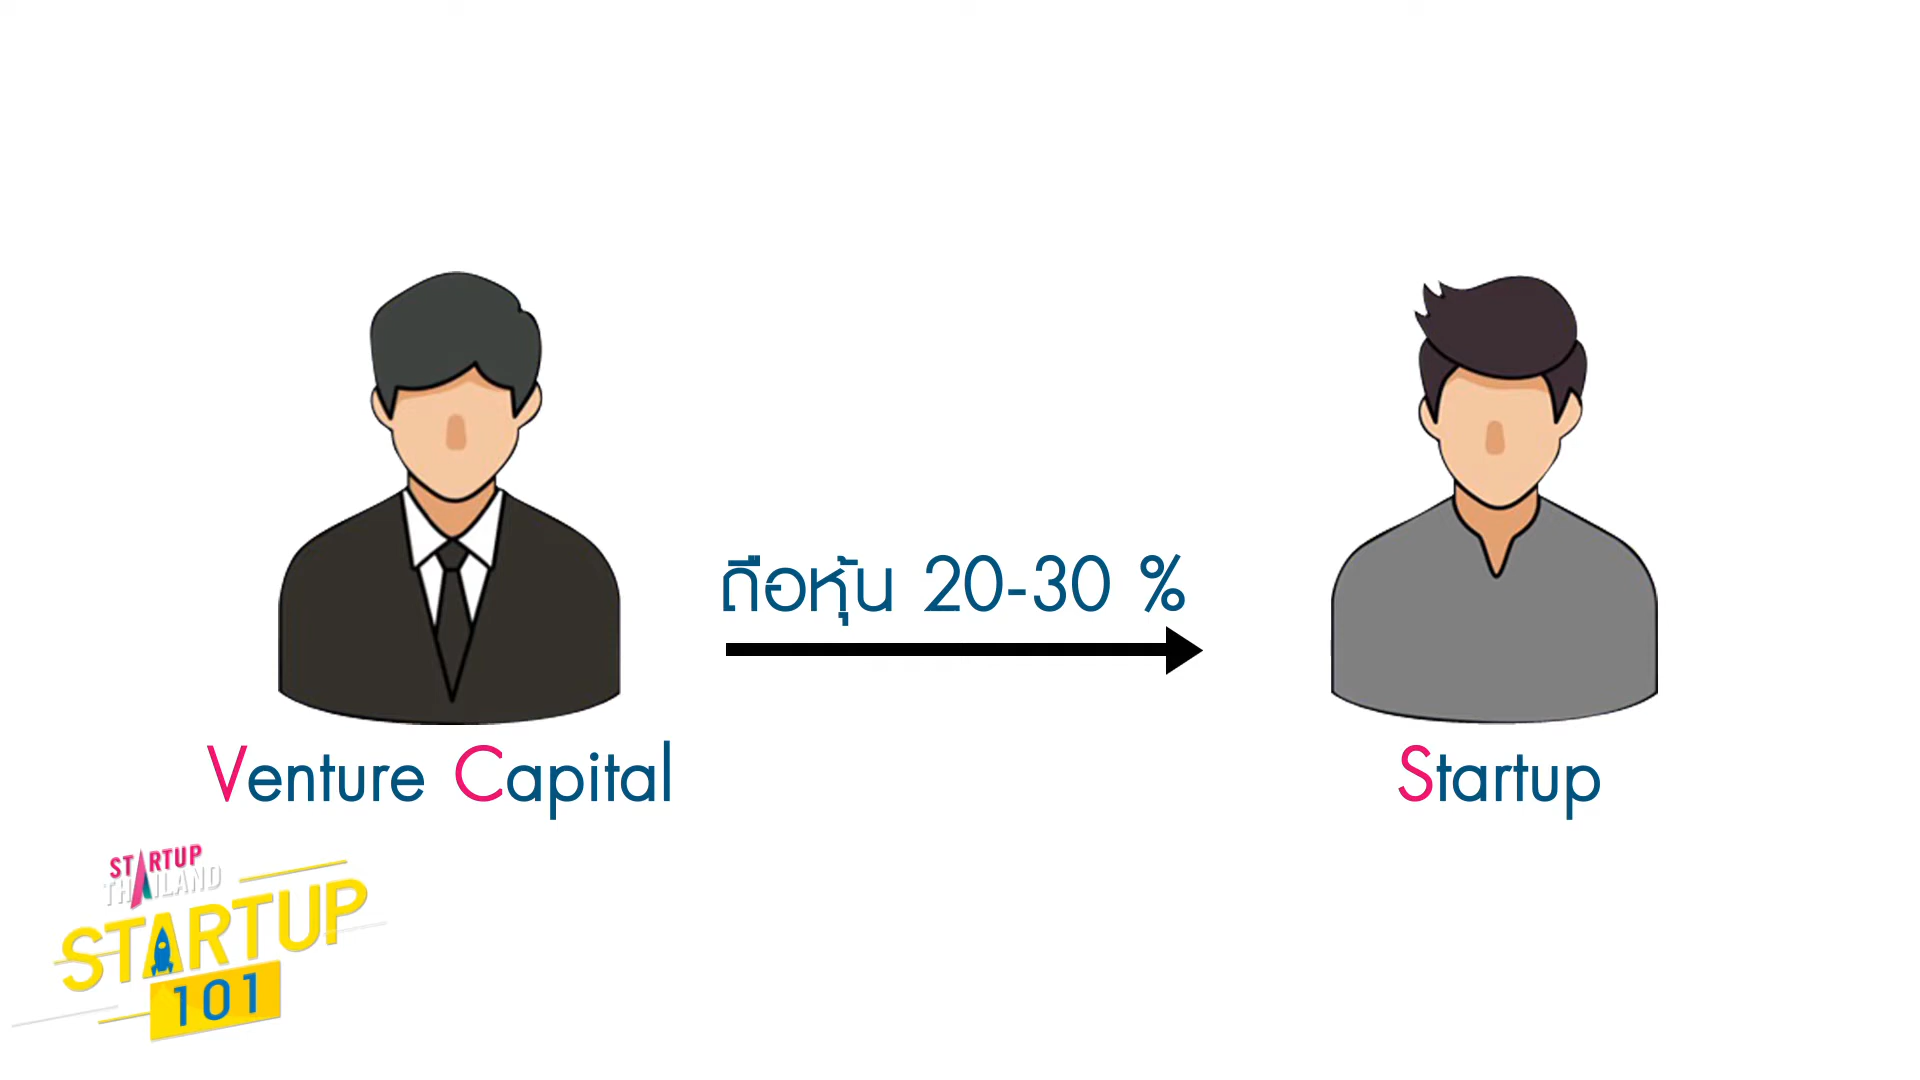 ถือหุ้น 20-30 %
Venture Capital
Startup
STARTUP
THAILAND
STARTUP
101